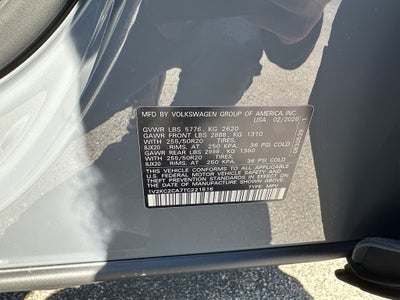 MFD BY VOLKSWAGEN GROUP OF AMERICA, INC.
USA 02/2026
GVWR LBS 5776, KG 2620
GAWR FRONT LBS 2888, KG 1310
WITH 255/50R20 TIRES,
8JX20 RIMS, AT 250 KPA, 36 PSI COLD
GAWR REAR LBS 2998, KG 1360
WITH 255/50R20 TIRES,
8JX20 RIMS, AT 250 KPA, 36 PSI COLD
THIS VEHICLE CONFORMS TO ALL APPLICABLE
U.S. FEDERAL MOTOR VEHICLE SAFETY AND
THEFT PREVENTION STANDARDS IN EFFECT ON
THE DATE OF MANUFACTURE SHOWN ABOVE.
1V2KC2CA7TC221616 TYPE: MPV